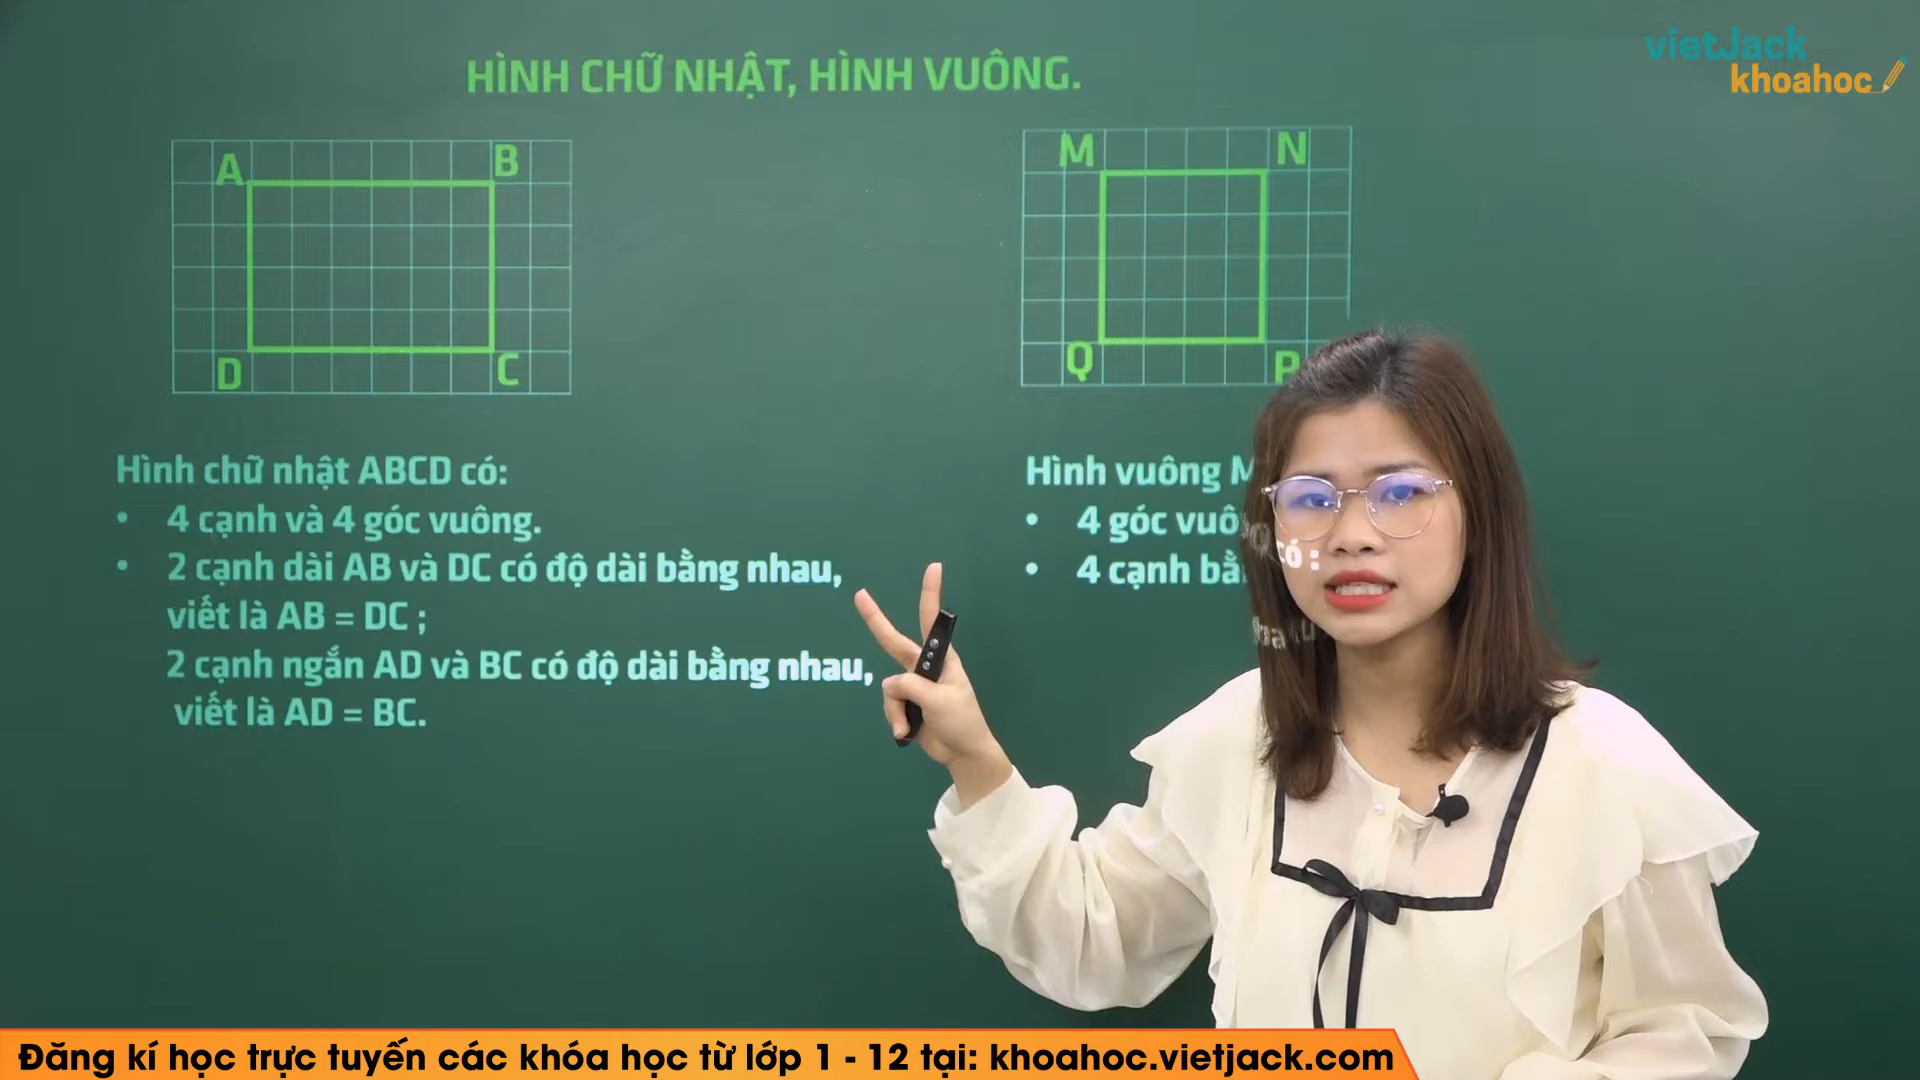 vietJack
khoahoc
HÌNH CHỮ NHẬT, HÌNH VUÔNG.
A
B
D
C
M
N
Q
P
Hình chữ nhật ABCD có:
• 4 cạnh và 4 góc vuông.
• 2 cạnh dài AB và DC có độ dài bằng nhau,
viết là AB = DC ;
2 cạnh ngắn AD và BC có độ dài bằng nhau,
viết là AD = BC.
Hình vuông M
có :
• 4 góc
• 4 cạnh
Đăng kí học trực tuyến các khóa học từ lớp 1 - 12 tại: khoahoc.vietjack.com